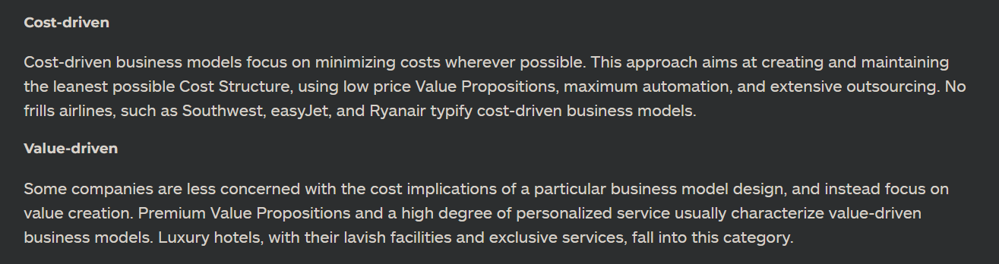 Cost-driven
Cost-driven business models focus on minimizing costs wherever possible. This approach aims at creating and maintaining
the leanest possible Cost Structure, using low price Value Propositions, maximum automation, and extensive outsourcing. No
frills airlines, such as Southwest, easyJet, and Ryanair typify cost-driven business models.
Value-driven
Some companies are less concerned with the cost implications of a particular business model design, and instead focus on
value creation. Premium Value Propositions and a high degree of personalized service usually characterize value-driven
business models. Luxury hotels, with their lavish facilities and exclusive services, fall into this category.